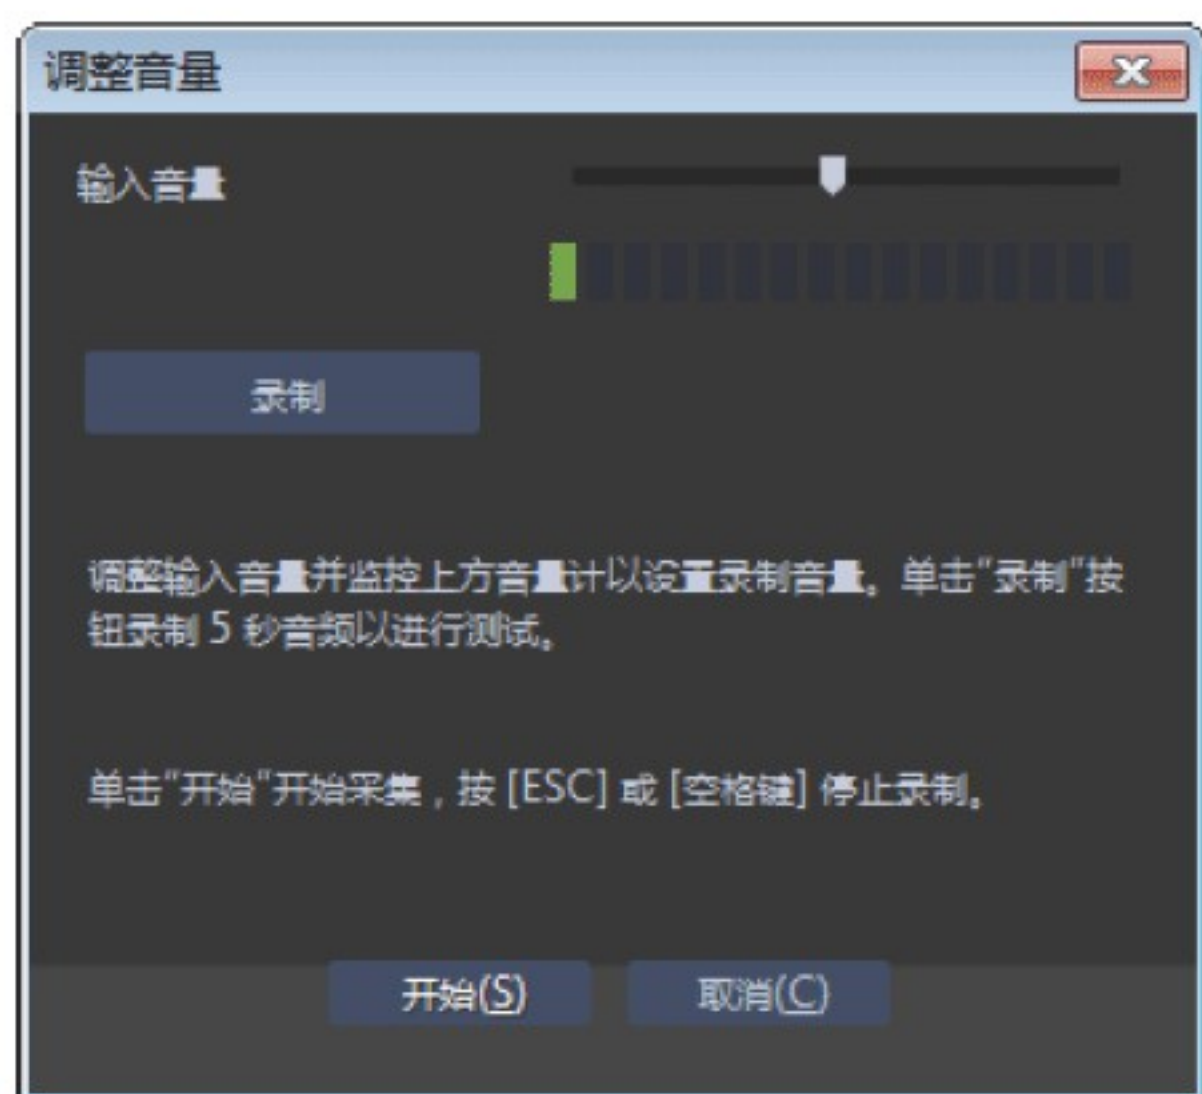 调整音量
输入音量
录制
调整输入音量并监控上方音量计以设置录制音量。单击"录制"按
钮录制 5 秒音频以进行测试。
单击"开始"开始采集，按 [ESC] 或 [空格键] 停止录制。
开始(S) 取消(C)